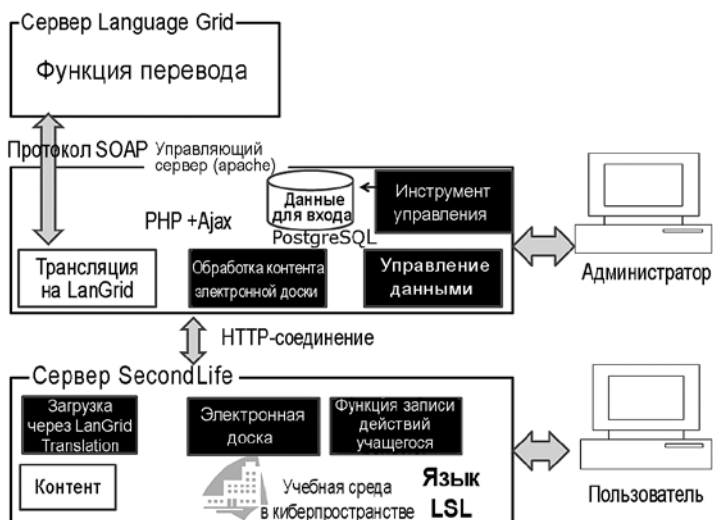 Сервер Language Grid
Функция перевода
Протокол SOAP
Управляющий
сервер (apache)
Данные
для входа
PostgreSQL
Инструмент
управления
PHP +Ajax
Трансляция
на LanGrid
Обработка контента
электронной доски
Управление
данными
Администратор
HTTP-соединение
Сервер SecondLife
Загрузка
через LanGrid
Translation
Электронная
доска
Функция записи
действий
учащегося
Контент
Учебная среда
в киберпространстве
Язык
LSL
Пользователь